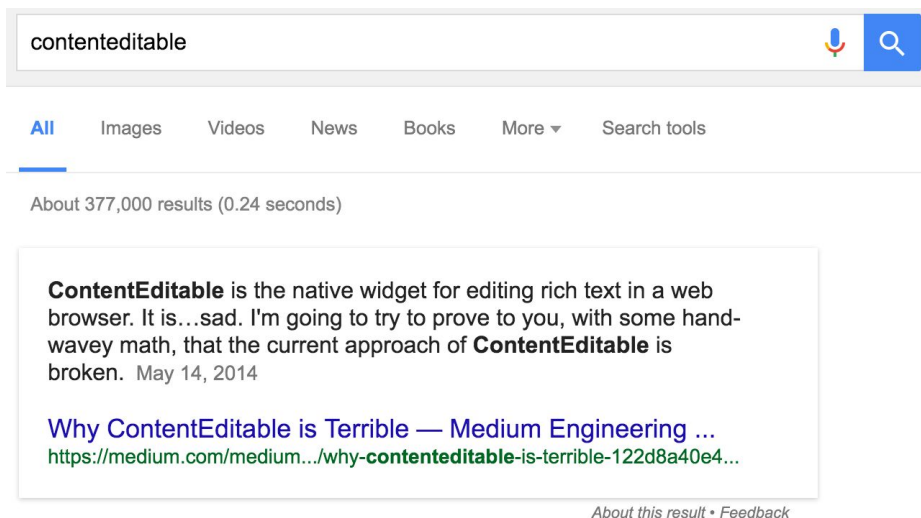 contenteditable
All Images Videos News Books More Search tools
About 377,000 results (0.24 seconds)
ContentEditable is the native widget for editing rich text in a web
browser. It is...sad. I'm going to try to prove to you, with some hand-
wavey math, that the current approach of ContentEditable is
broken. May 14, 2014
Why ContentEditable is Terrible — Medium Engineering ...
https://medium.com/medium.../why-contenteditable-is-terrible-122d8a40e4...
About this result • Feedback